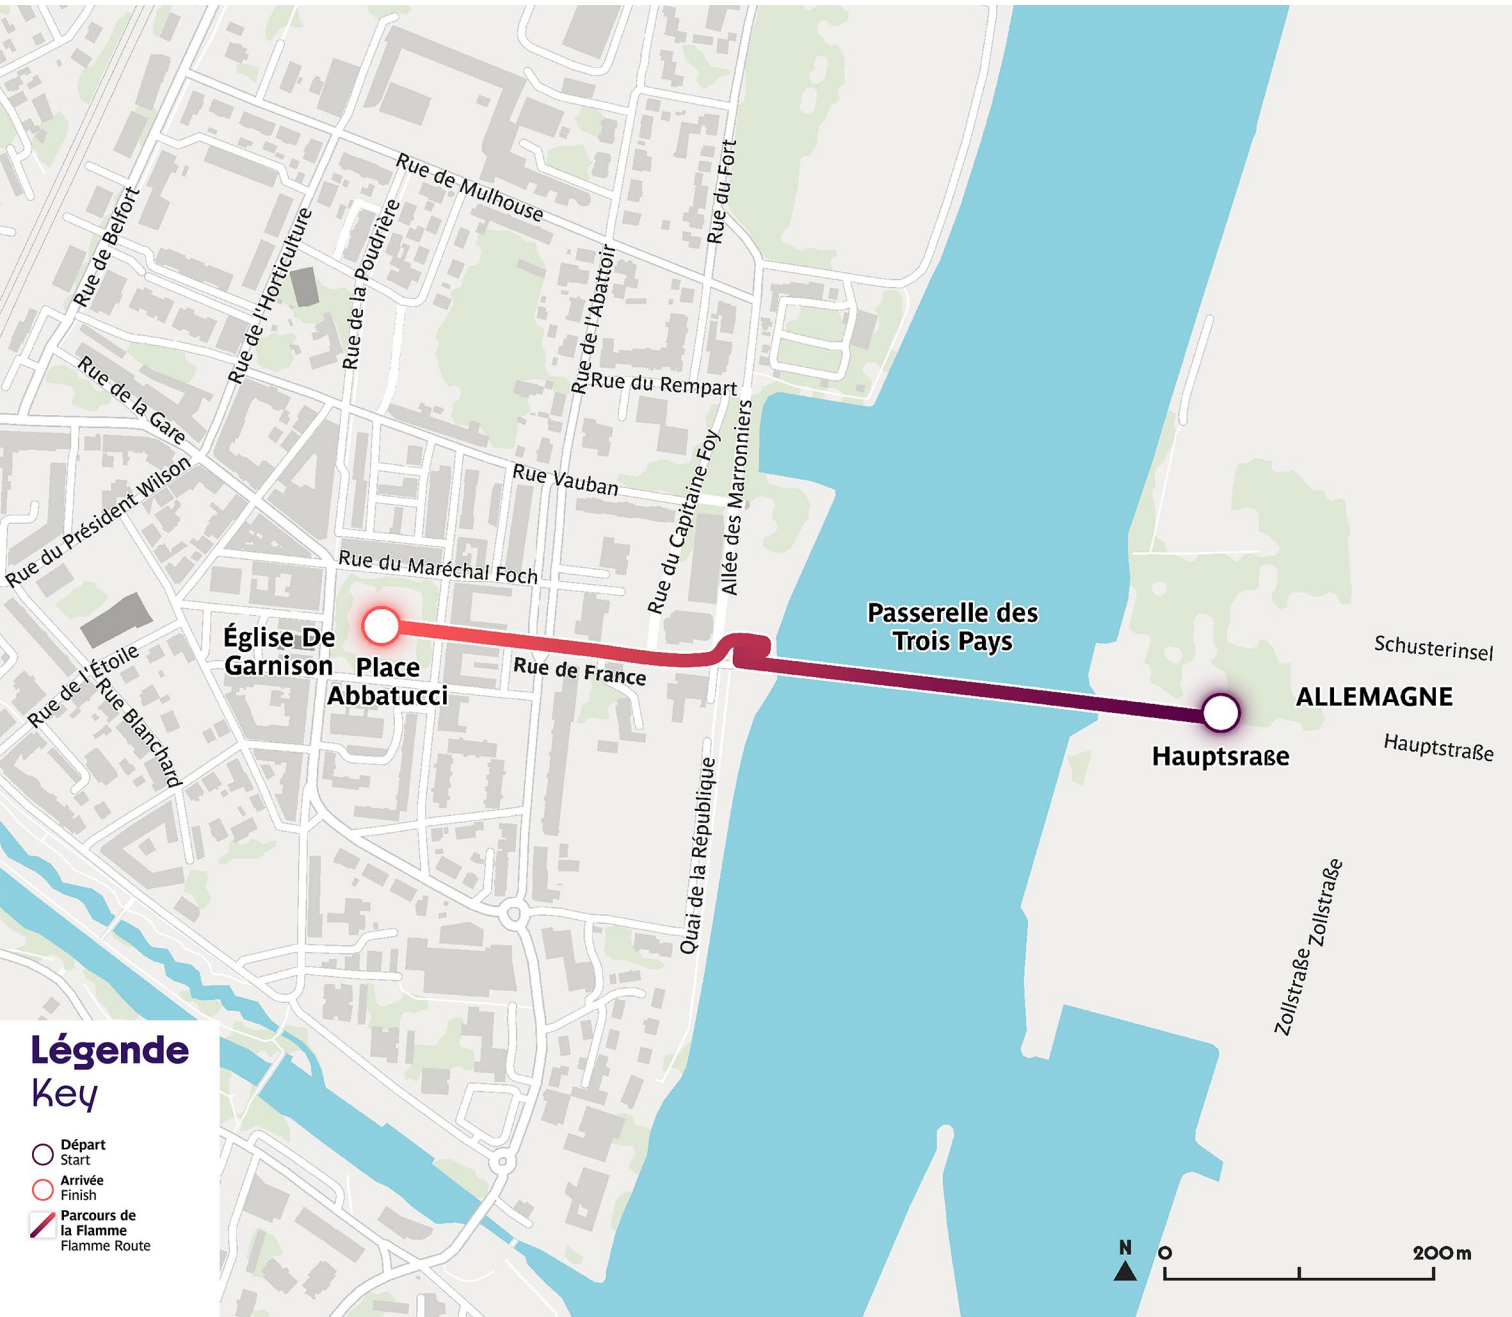 Rue de Mulhouse
Rue du Fort
Rue de Belfort
Rue de l'Horticulture
Rue de la Poudrière
Rue de l'Abattoir
Rue de la Gare
Rue du Rempart
Rue du Président Wilson
Rue Vauban
Rue du Capitaine Foy
Allée des Marronniers
Rue du Maréchal Foch
Passerelle des
Trois Pays
Église De
Garnison
Place
Abbatucci
Rue de France
Schusterinsel
ALLEMAGNE
Hauptstraße
Hauptsraße
Rue de l'Étoile
Rue Blanchard
Quai de la République
Zollstraße
Zollstraße
Légende
Key
Départ
Start
Arrivée
Finish
Parcours de
la Flamme
Flamme Route
N
0
200m